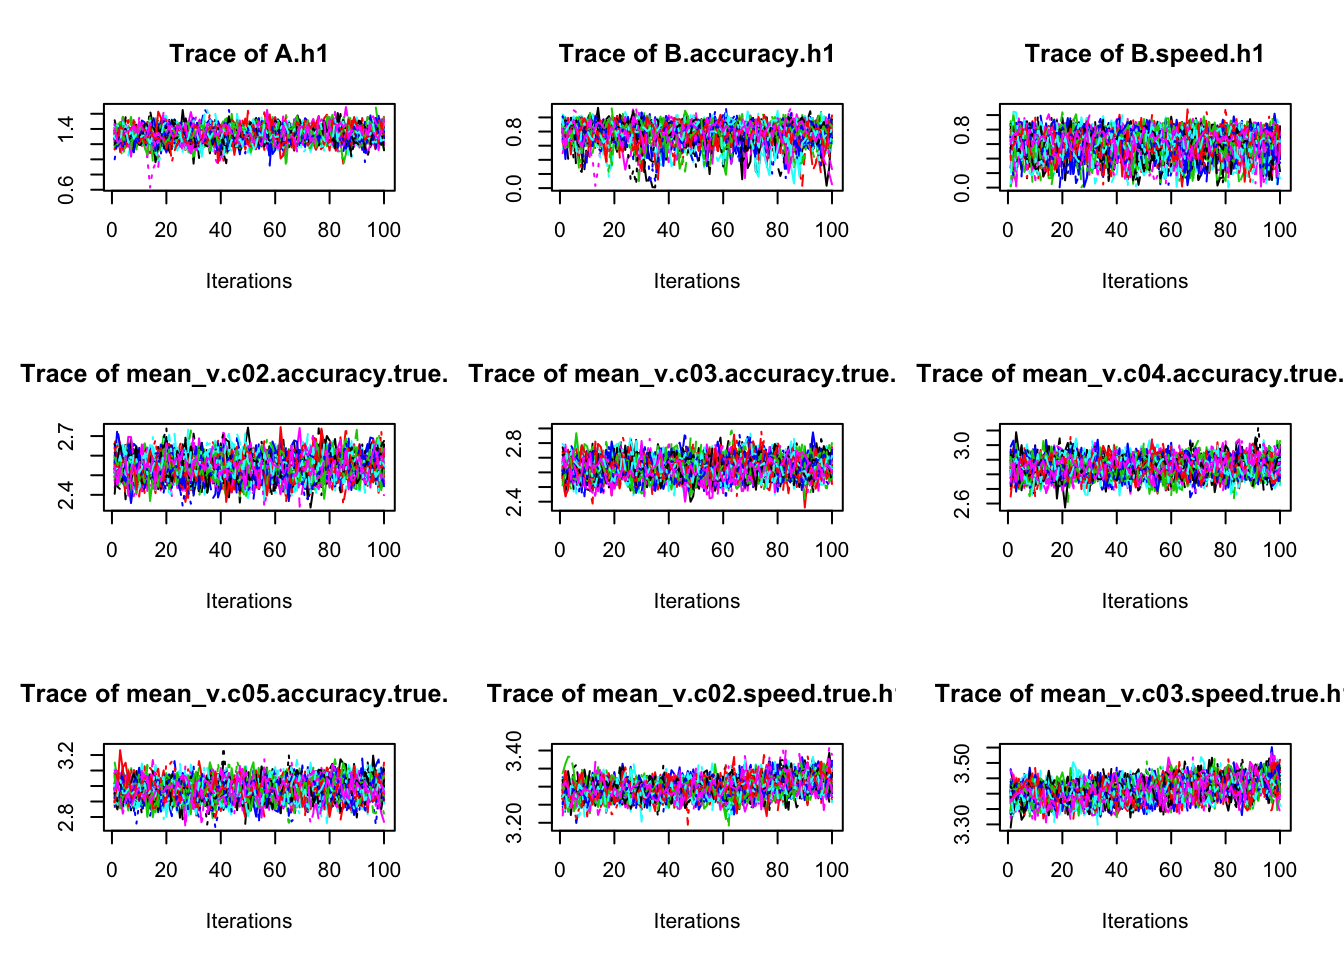 Trace of A.h1
1.4
0.6
0 20 40 60 80 100
Iterations
Trace of B.accuracy.h1
0.8
0.0
0 20 40 60 80 100
Iterations
Trace of B.speed.h1
0.8
0.0
0 20 40 60 80 100
Iterations
Trace of mean_v.c02.accuracy.true.
2.7
2.4
0 20 40 60 80 100
Iterations
Trace of mean_v.c03.accuracy.true.
2.8
2.4
0 20 40 60 80 100
Iterations
Trace of mean_v.c04.accuracy.true.
3.0
2.6
0 20 40 60 80 100
Iterations
Trace of mean_v.c05.accuracy.true.
3.2
2.8
0 20 40 60 80 100
Iterations
Trace of mean_v.c02.speed.true.h
3.40
3.20
0 20 40 60 80 100
Iterations
Trace of mean_v.c03.speed.true.h
3.50
3.30
0 20 40 60 80 100
Iterations